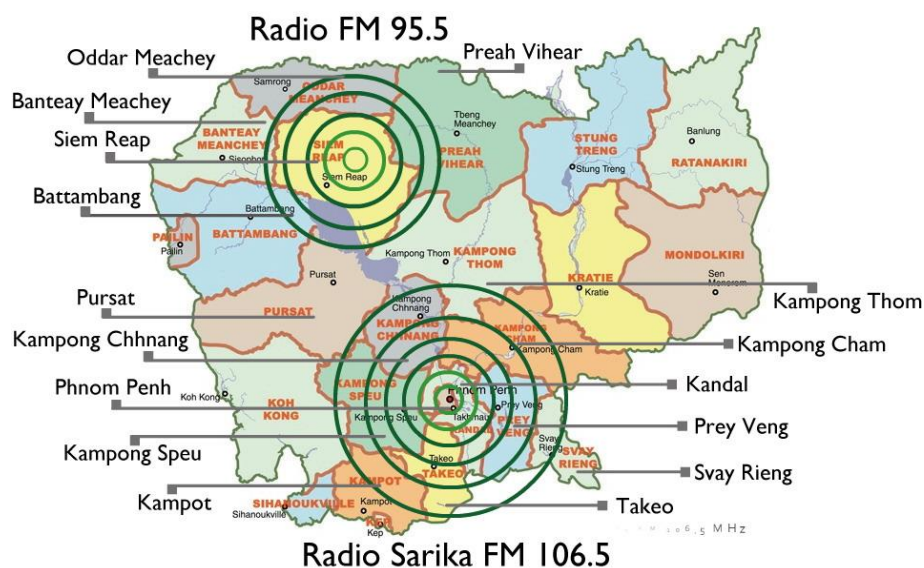 Radio FM 95.5
Oddar Meachey
Preah Vihear
Banteay Meachey
Siem Reap
Battambang
Pursat
Kampong Chhnang
Phnom Penh
Kampong Speu
Kampot
Kampong Thom
Kampong Cham
Kandal
Prey Veng
Svay Rieng
Takeo
Samrong
ODDAR
MEANCHEY
BANTEAY
MEANCHEY
Sisophon
SIEM
REAP
Siem Reap
Tbeng
Meanchey
PREAH
VIHEAR
STUNG
TRENG
Stung Treng
Banlung
RATANAKIRI
Battambang
BATTAMBANG
PAILIN
Pailin
Pursat
PURSAT
Kampong Thom
KAMPONG
THOM
KRATIE
Kratie
MONDOLKIRI
Sen
Monorom
Kampong
Chhnang
KAMPONG
CHHNANG
KAMPONG
CHAM
Kampong Cham
KAMPONG
SPEU
Kampong Speu
Koh Kong
KOH
KONG
Phnom Penh
Takhmau
KANDAL
Prey Veng
PREY
VENG
Svay
Rieng
SVAY
RIENG
Takeo
TAKEO
KAMPOT
Kampot
SIHANOUKVILLE
Sihanoukville
KEP
Kep
106.5 MHz
Radio Sarika FM 106.5